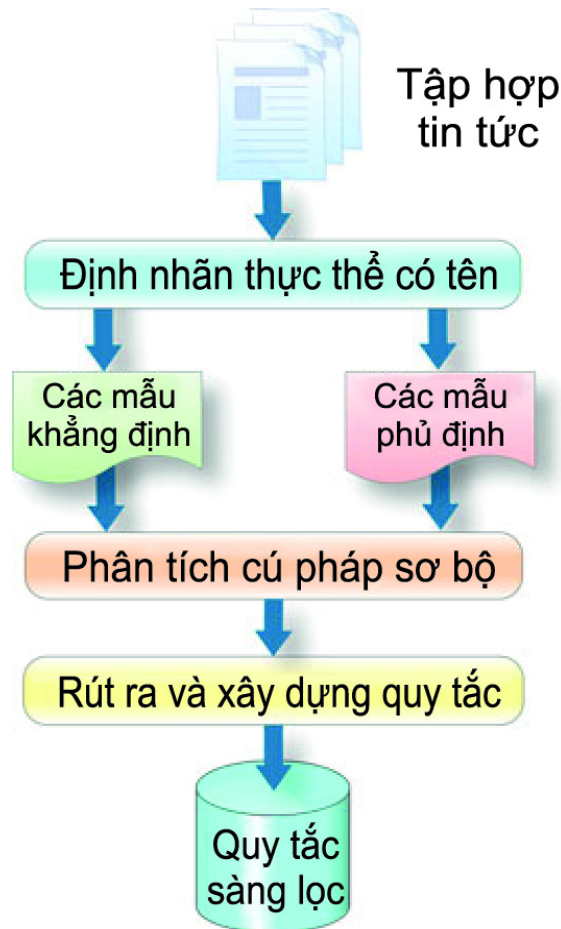 Tập hợp
tin tức
Định nhãn thực thể có tên
Các mẫu
khẳng định
Các mẫu
phủ định
Phân tích cú pháp sơ bộ
Rút ra và xây dựng quy tắc
Quy tắc
sàng lọc